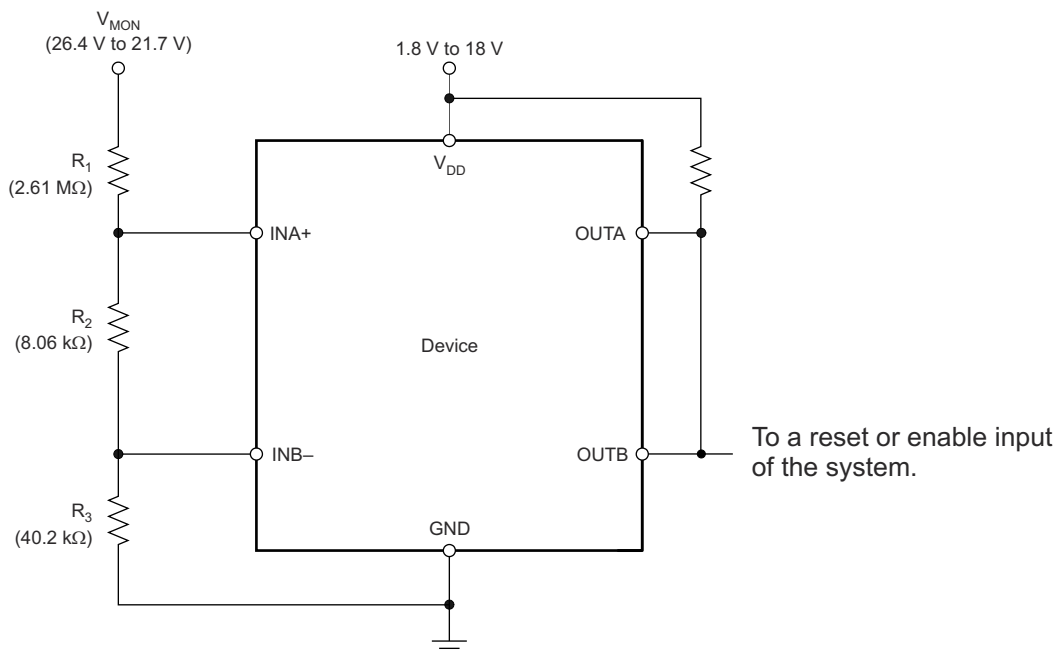 V_MON
(26.4 V to 21.7 V)
1.8 V to 18 V
V_DD
R_1
(2.61 MΩ)
INA+
OUTA
R_2
(8.06 kΩ)
Device
INB–
OUTB
To a reset or enable input
of the system.
R_3
(40.2 kΩ)
GND